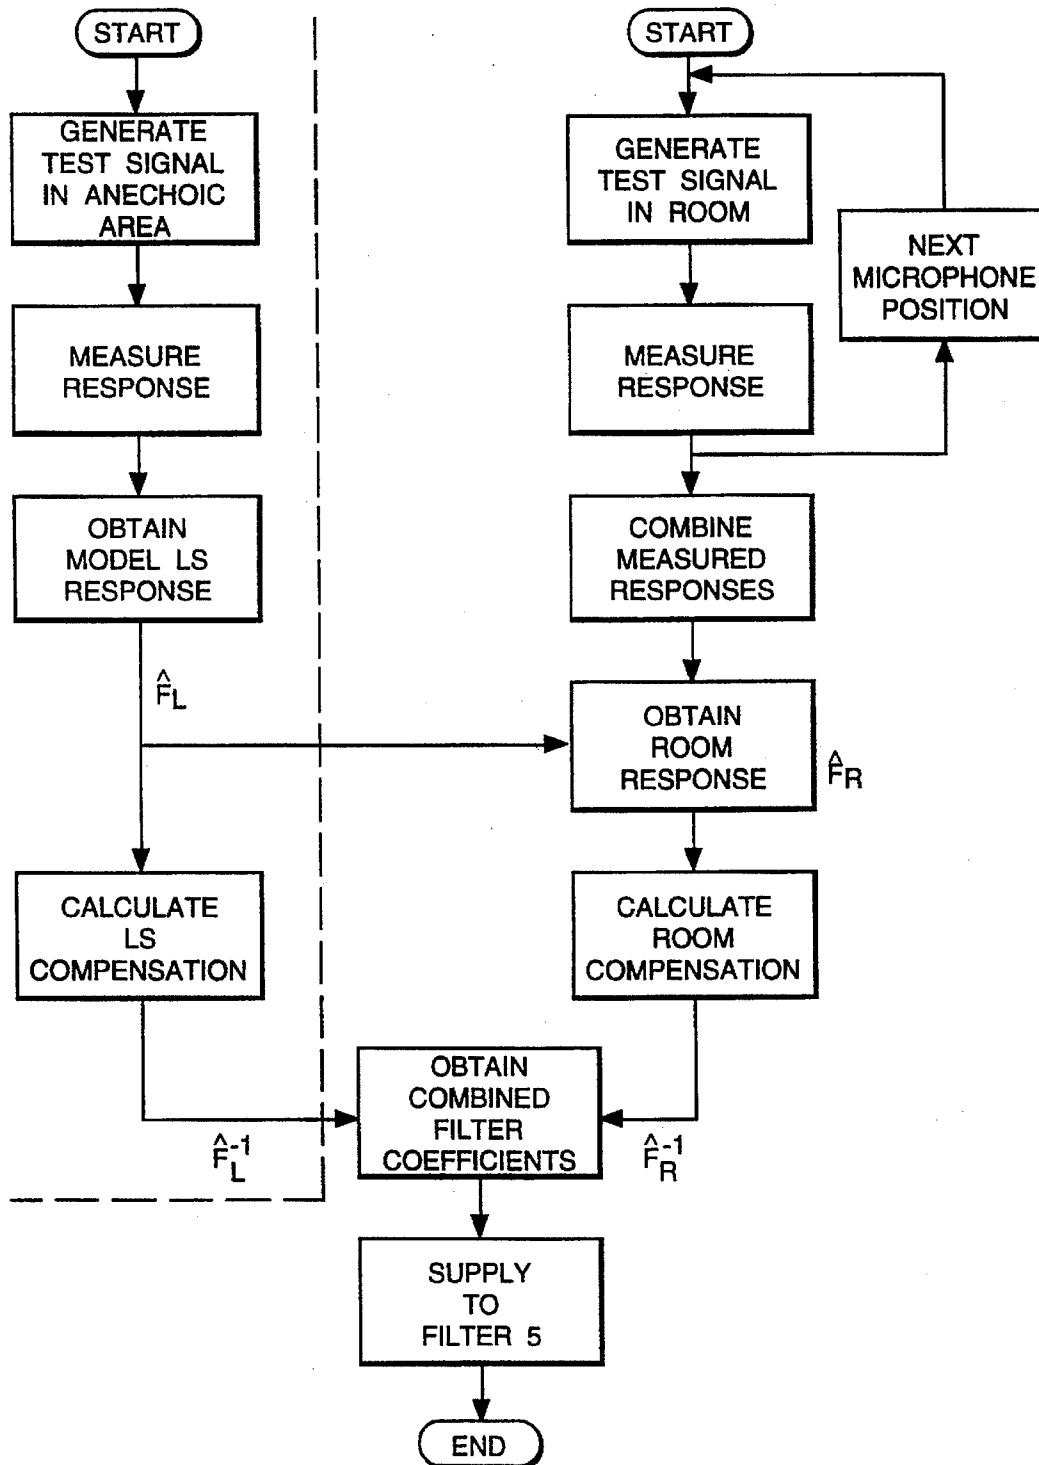 START
GENERATE
TEST SIGNAL
IN ANECHOIC
AREA
MEASURE
RESPONSE
OBTAIN
MODEL LS
RESPONSE
F̂L
CALCULATE
LS
COMPENSATION
F̂L-1
START
GENERATE
TEST SIGNAL
IN ROOM
NEXT
MICROPHONE
POSITION
MEASURE
RESPONSE
COMBINE
MEASURED
RESPONSES
OBTAIN
ROOM
RESPONSE
F̂R
CALCULATE
ROOM
COMPENSATION
F̂R-1
OBTAIN
COMBINED
FILTER
COEFFICIENTS
SUPPLY
TO
FILTER 5
END